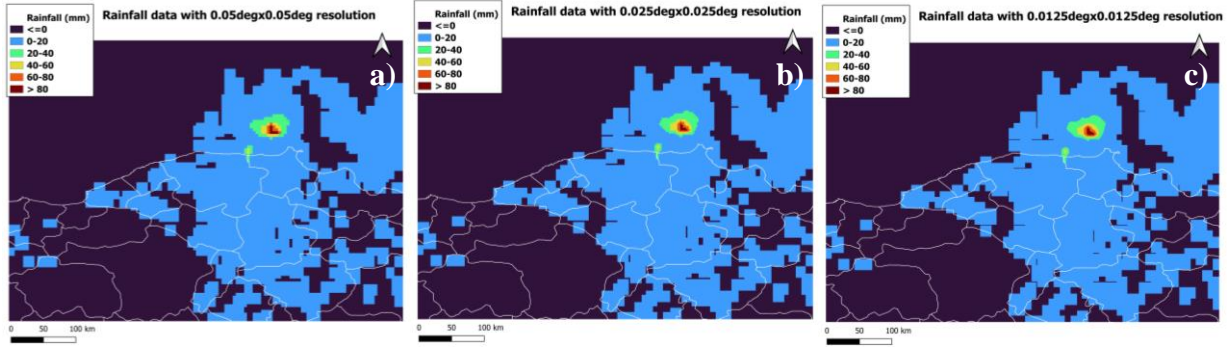 Rainfall data with 0.05degx0.05deg resolution
Rainfall (mm)
<=0
0-20
20-40
40-60
60-80
> 80
a)
0 50 100 km
Rainfall data with 0.025degx0.025deg resolution
Rainfall (mm)
<=0
0-20
20-40
40-60
60-80
> 80
b)
0 50 100 km
Rainfall data with 0.0125degx0.0125deg resolution
Rainfall (mm)
<=0
0-20
20-40
40-60
60-80
> 80
c)
0 50 100 km